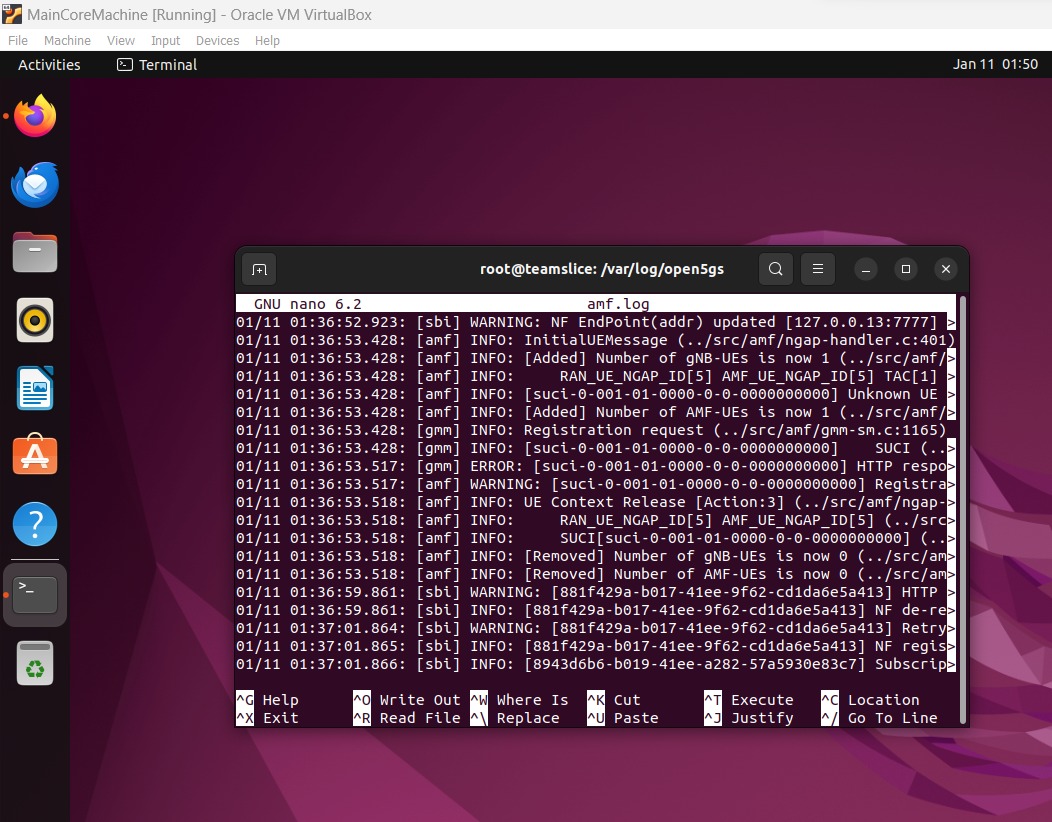 MainCoreMachine [Running] - Oracle VM VirtualBox
File Machine View Input Devices Help
Activities Terminal Jan 11 01:50
root@teamslice: /var/log/open5gs
GNU nano 6.2 amf.log
01/11 01:36:52.923: [sbi] WARNING: NF EndPoint(addr) updated [127.0.0.13:7777] >
01/11 01:36:53.428: [amf] INFO: InitialUEMessage (../src/amf/ngap-handler.c:401)
01/11 01:36:53.428: [amf] INFO: [Added] Number of gNB-UEs is now 1 (../src/amf/>
01/11 01:36:53.428: [amf] INFO:     RAN_UE_NGAP_ID[5] AMF_UE_NGAP_ID[5] TAC[1] >
01/11 01:36:53.428: [amf] INFO: [suci-0-001-01-0000-0-0-0000000000] Unknown UE >
01/11 01:36:53.428: [amf] INFO: [Added] Number of AMF-UEs is now 1 (../src/amf/>
01/11 01:36:53.428: [gmm] INFO: Registration request (../src/amf/gmm-sm.c:1165)
01/11 01:36:53.428: [gmm] INFO: [suci-0-001-01-0000-0-0-0000000000]    SUCI (..>
01/11 01:36:53.517: [gmm] ERROR: [suci-0-001-01-0000-0-0-0000000000] HTTP respo>
01/11 01:36:53.517: [amf] WARNING: [suci-0-001-01-0000-0-0-0000000000] Registra>
01/11 01:36:53.518: [amf] INFO: UE Context Release [Action:3] (../src/amf/ngap->
01/11 01:36:53.518: [amf] INFO:     RAN_UE_NGAP_ID[5] AMF_UE_NGAP_ID[5] (../src>
01/11 01:36:53.518: [amf] INFO:     SUCI[suci-0-001-01-0000-0-0-0000000000] (..>
01/11 01:36:53.518: [amf] INFO: [Removed] Number of gNB-UEs is now 0 (../src/am>
01/11 01:36:53.518: [amf] INFO: [Removed] Number of AMF-UEs is now 0 (../src/am>
01/11 01:36:59.861: [sbi] WARNING: [881f429a-b017-41ee-9f62-cd1da6e5a413] HTTP >
01/11 01:36:59.861: [sbi] INFO: [881f429a-b017-41ee-9f62-cd1da6e5a413] NF de-re>
01/11 01:37:01.864: [sbi] WARNING: [881f429a-b017-41ee-9f62-cd1da6e5a413] Retry>
01/11 01:37:01.865: [sbi] INFO: [881f429a-b017-41ee-9f62-cd1da6e5a413] NF regis>
01/11 01:37:01.866: [sbi] INFO: [8943d6b6-b019-41ee-a282-57a5930e83c7] Subscrip>
^G Help ^O Write Out ^W Where Is ^K Cut ^T Execute ^C Location
^X Exit ^R Read File ^\ Replace ^U Paste ^J Justify ^/ Go To Line